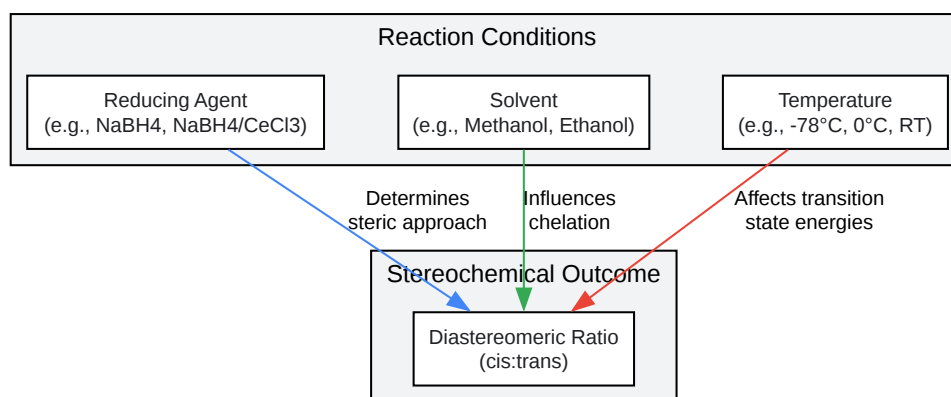 Reaction Conditions
Reducing Agent
(e.g., NaBH4, NaBH4/CeCl3)
Solvent
(e.g., Methanol, Ethanol)
Temperature
(e.g., -78°C, 0°C, RT)
Determines
steric approach
Influences
chelation
Affects transition
state energies
Stereochemical Outcome
Diastereomeric Ratio
(cis:trans)